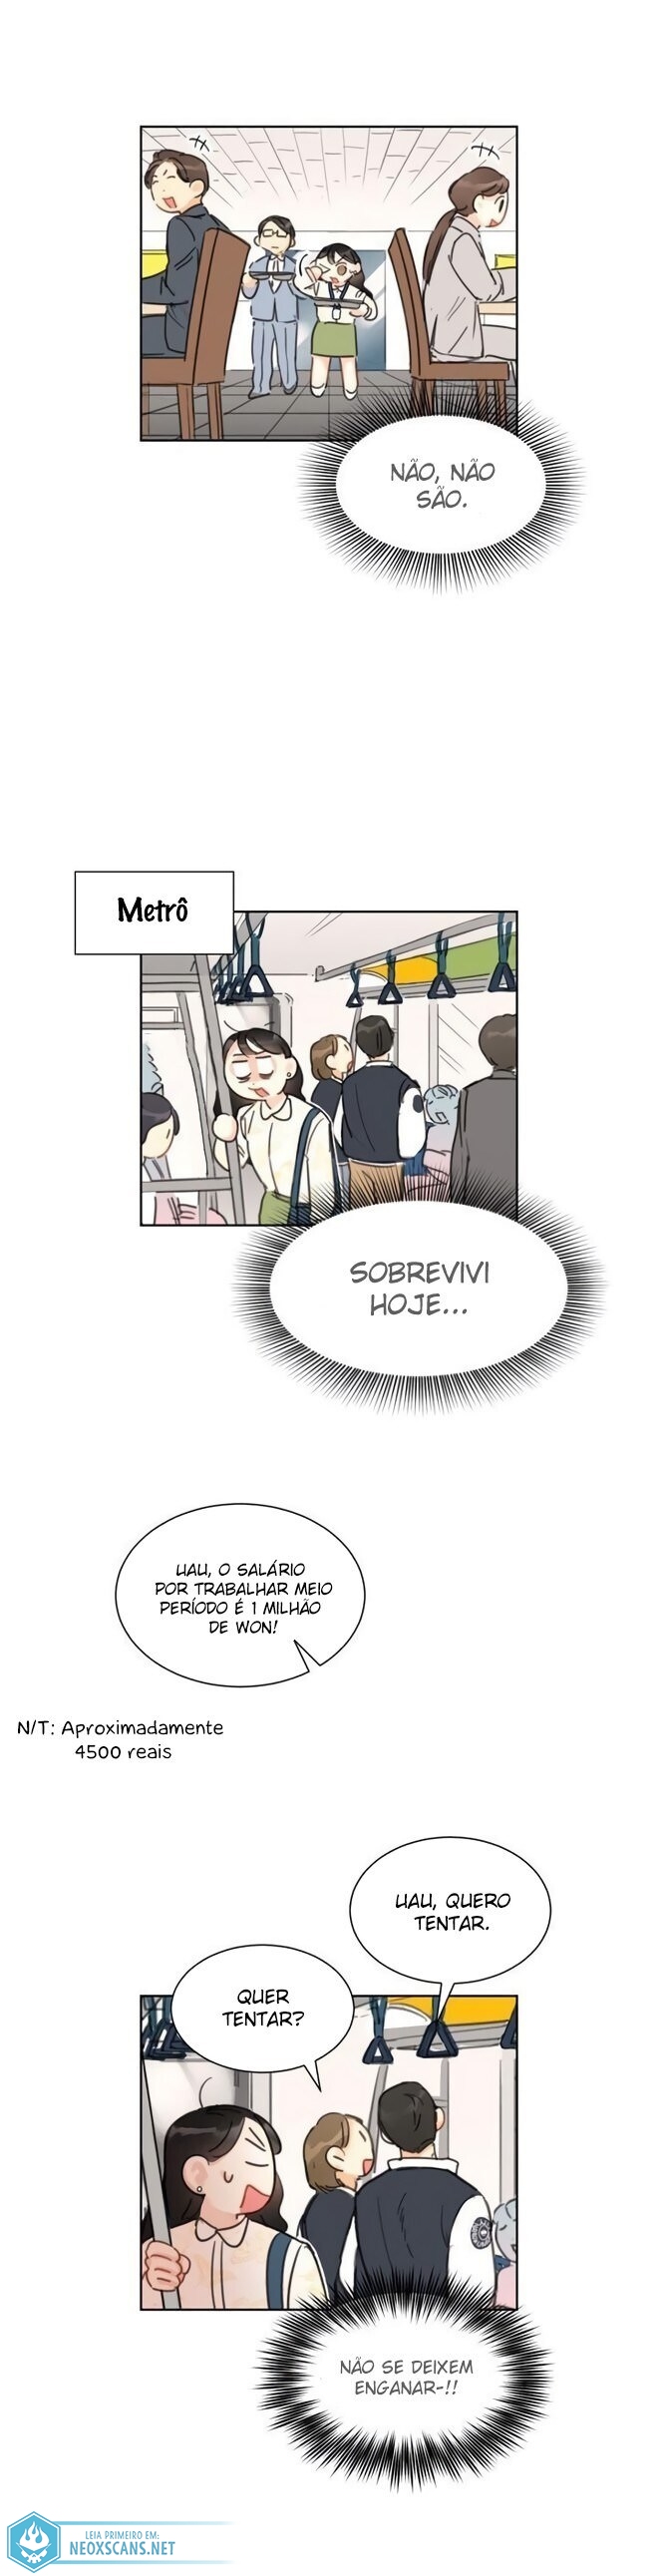 NÃO, NÃO
SÃO.
Metrô
SOBREVIVI
HOJE...
UAU, O SALÁRIO
POR TRABALHAR MEIO
PERÍODO É 1 MILHÃO
DE WON!
N/T: Aproximadamente
4500 reais
UAU, QUERO
TENTAR.
QUER
TENTAR?
NÃO SE DEIXEM
ENGANAR-!!
LEIA PRIMEIRO EM:
NEOXSCANS.NET